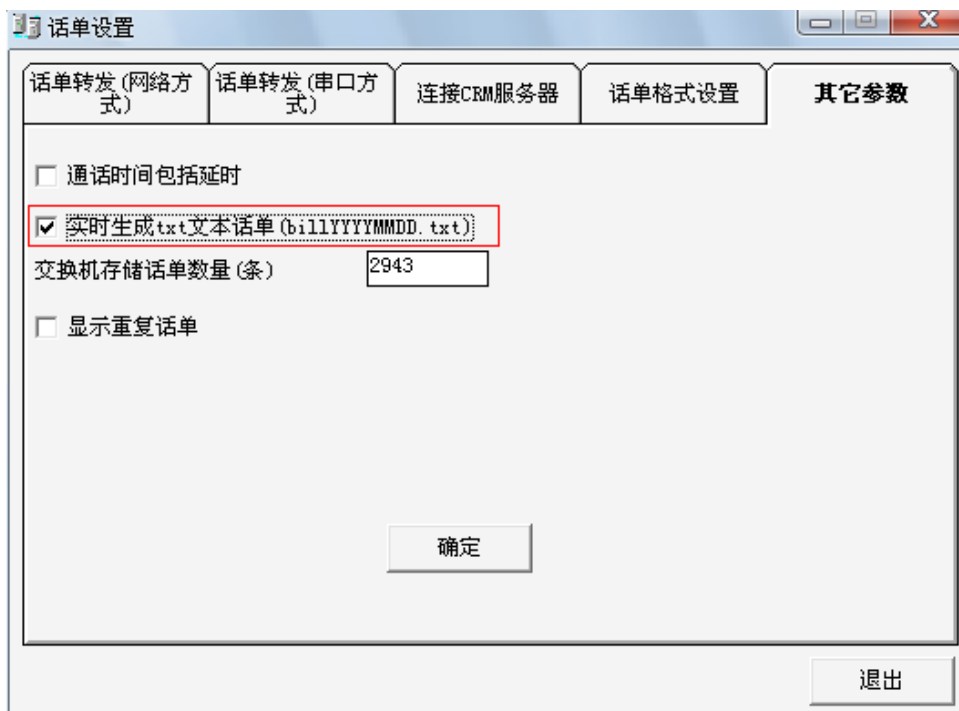 话单设置
话单转发(网络方
式)
话单转发(串口方
式)
连接CRM服务器
话单格式设置
其它参数
通话时间包括延时
实时生成txt文本话单(billYYYYMMDD.txt)
交换机存储话单数量(条)
2943
显示重复话单
确定
退出